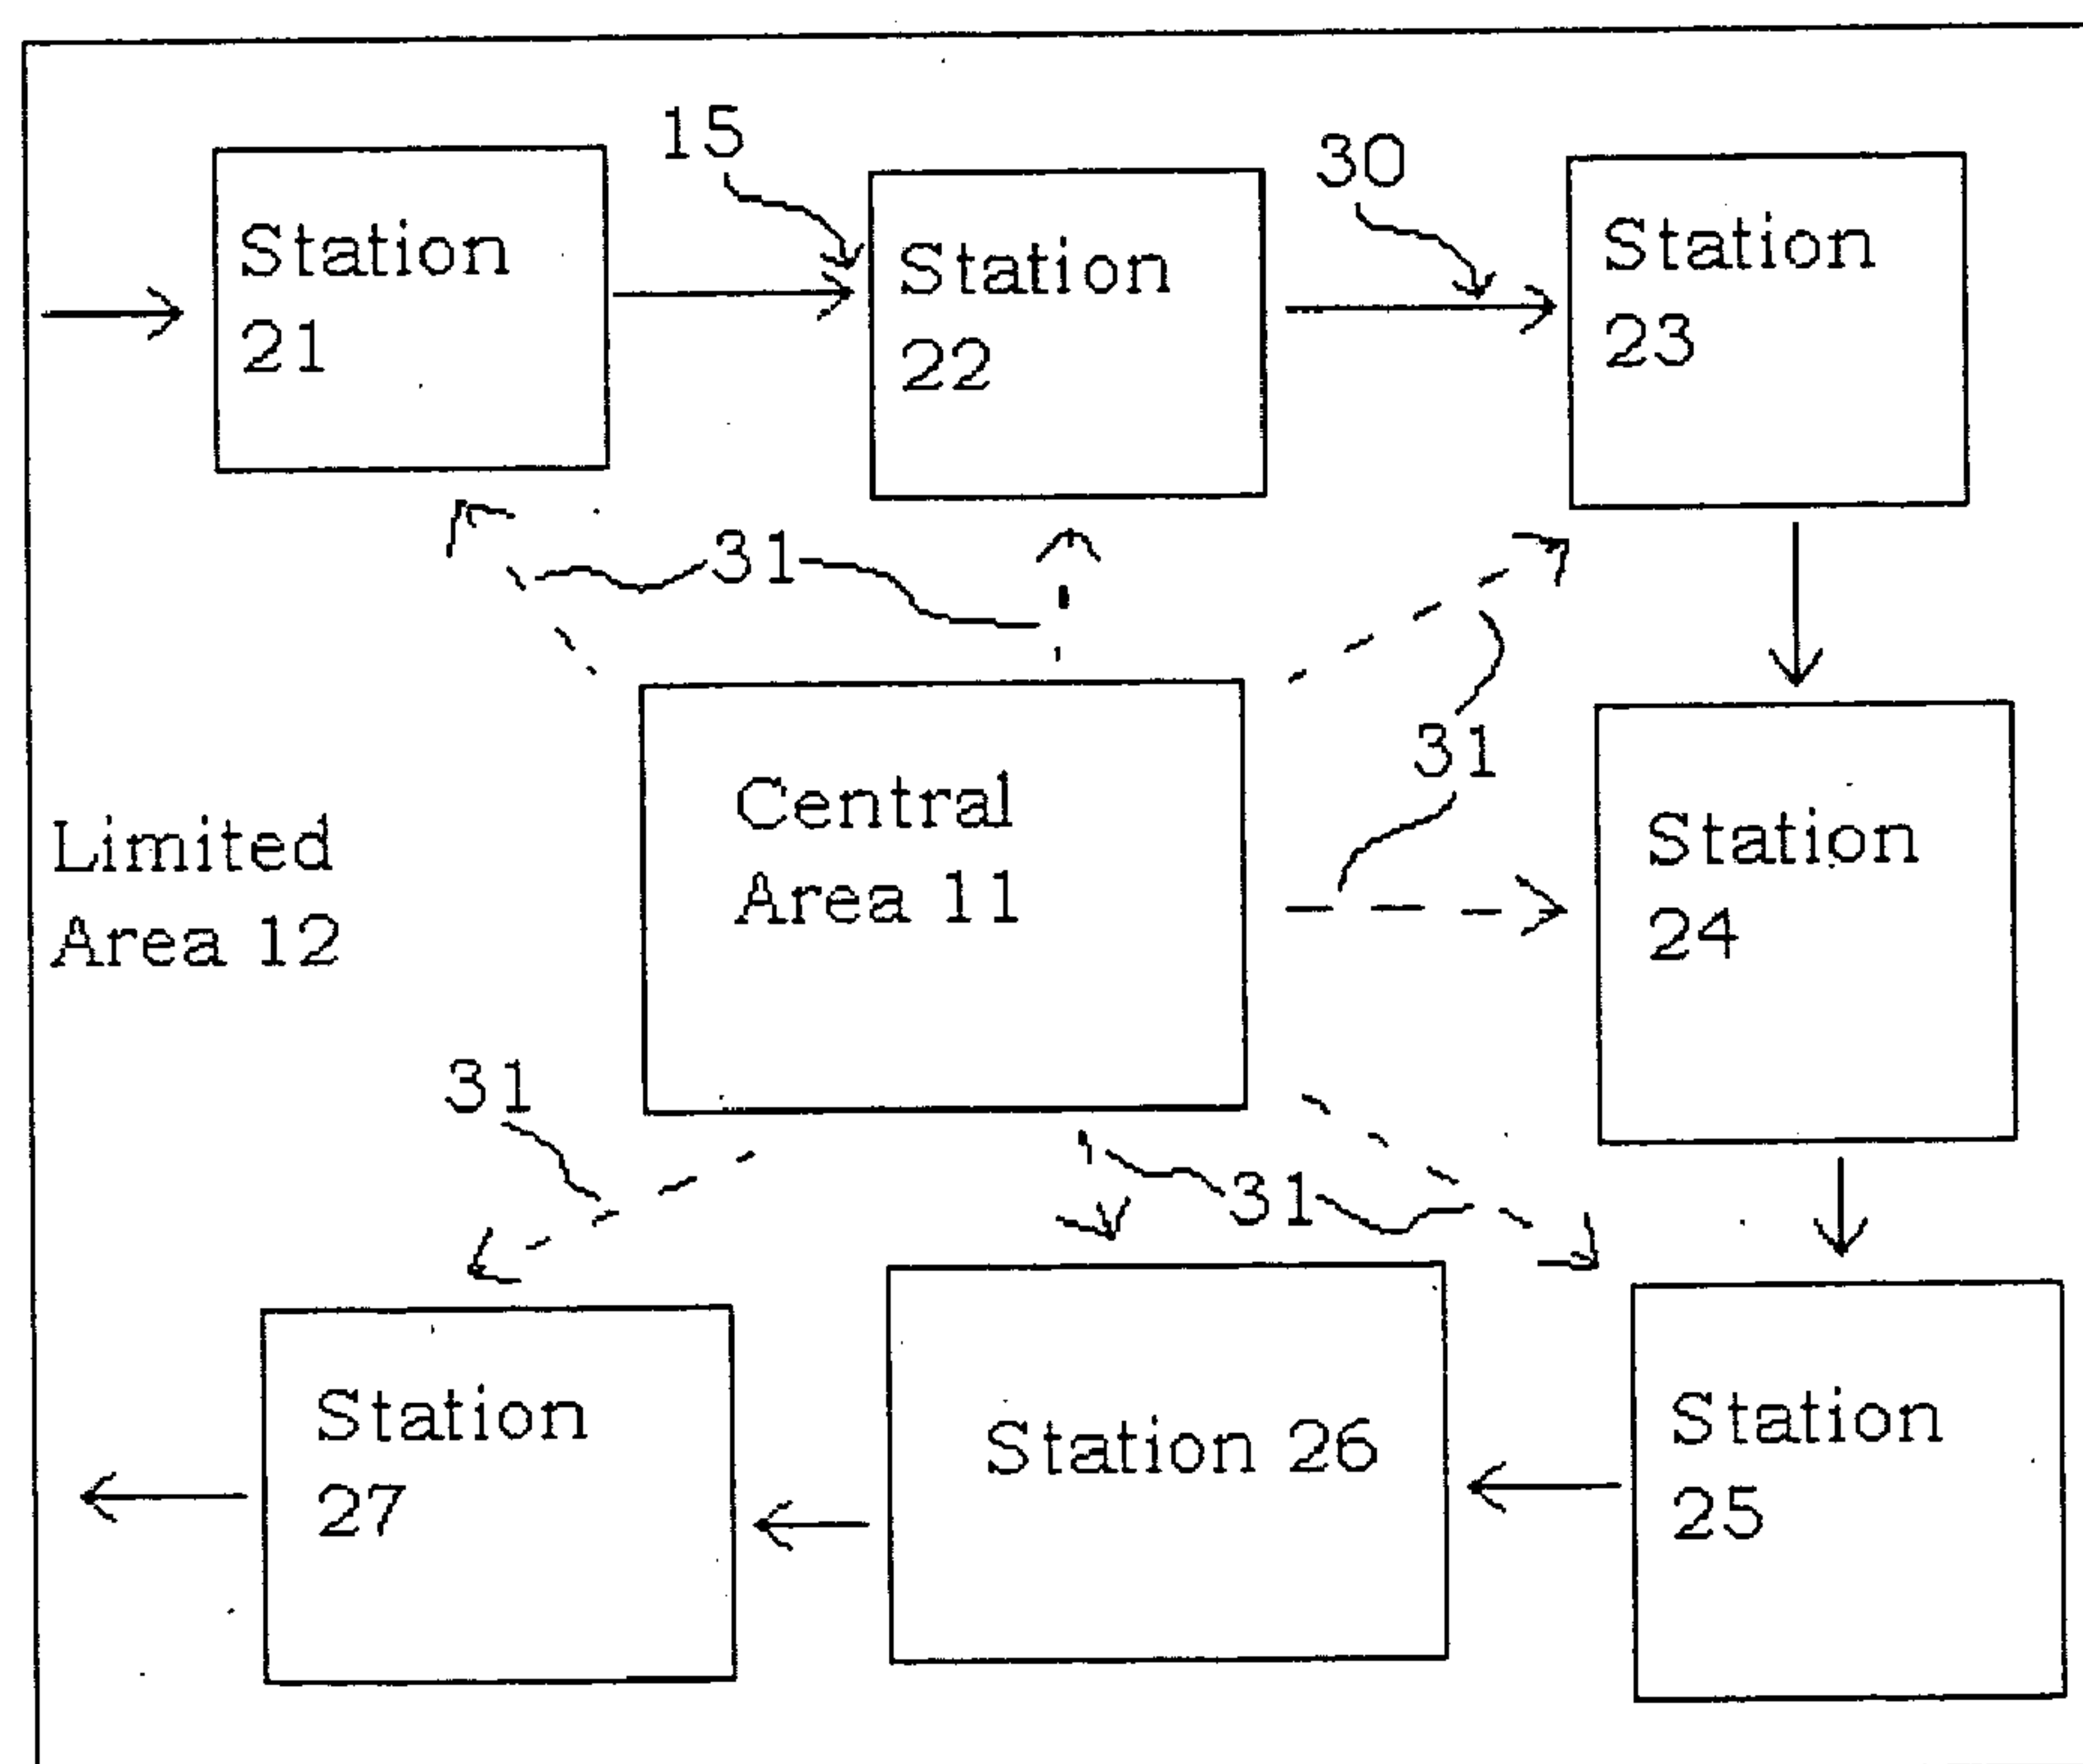 15
30
Station
21
Station
22
Station
23
31
31
Central
Area 11
Limited
Area 12
Station
24
31
31
Station
27
Station 26
Station
25